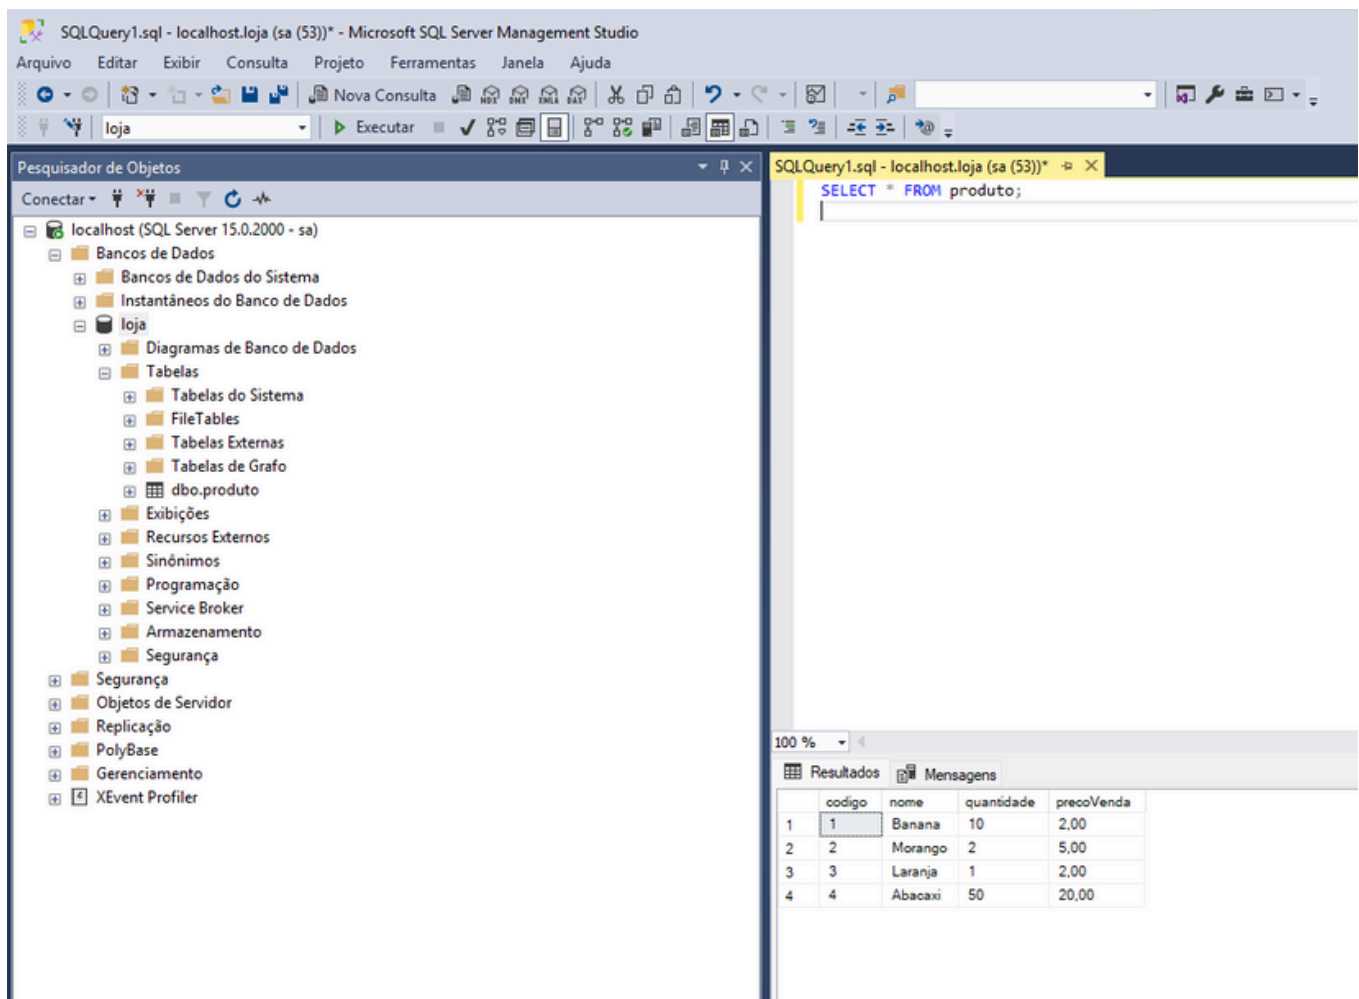 SQLQuery1.sql - localhost.loja (sa (53))* - Microsoft SQL Server Management Studio
Arquivo Editar Exibir Consulta Projeto Ferramentas Janela Ajuda
Nova Consulta MDX DMX XMLA DAX
loja Executar
Pesquisador de Objetos
Conectar
localhost (SQL Server 15.0.2000 - sa)
Bancos de Dados
Bancos de Dados do Sistema
Instantâneos do Banco de Dados
loja
Diagramas de Banco de Dados
Tabelas
Tabelas do Sistema
FileTables
Tabelas Externas
Tabelas de Grafo
dbo.produto
Exibições
Recursos Externos
Sinônimos
Programação
Service Broker
Armazenamento
Segurança
Segurança
Objetos de Servidor
Replicação
PolyBase
Gerenciamento
XEvent Profiler
SQLQuery1.sql - localhost.loja (sa (53))*
SELECT * FROM produto;
100 %
Resultados Mensagens
codigo nome quantidade precoVenda
1 1 Banana 10 2,00
2 2 Morango 2 5,00
3 3 Laranja 1 2,00
4 4 Abacaxi 50 20,00